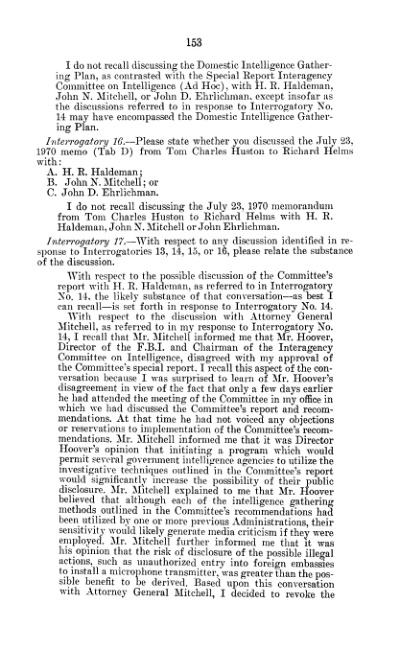 153
I do not recall discussing the Domestic Intelligence Gather-
ing Plan, as contrasted with the Special Report Interagency
Committee on Intelligence (Ad Hoc), with H. R. Haldeman,
John N. Mitchell, or John D. Ehrlichman, except insofar as
the discussions referred to in response to Interrogatory No.
14 may have encompassed the Domestic Intelligence Gather-
ing Plan.
Interrogatory 16.—Please state whether you discussed the July 23,
1970 memo (Tab D) from Tom Charles Huston to Richard Helms
with:
A. H. R. Haldeman;
B. John N. Mitchell; or
C. John D. Ehrlichman.
I do not recall discussing the July 23, 1970 memorandum
from Tom Charles Huston to Richard Helms with H. R.
Haldeman, John N. Mitchell or John Ehrlichman.
Interrogatory 17.—With respect to any discussion identified in re-
sponse to Interrogatories 13, 14, 15, or 16, please relate the substance
of the discussion.
With respect to the possible discussion of the Committee's
report with H. R. Haldeman, as referred to in Interrogatory
No. 14, the likely substance of that conversation—as best I
can recall—is set forth in response to Interrogatory No. 14.
With respect to the discussion with Attorney General
Mitchell, as referred to in my response to Interrogatory No.
14, I recall that Mr. Mitchell informed me that Mr. Hoover,
Director of the F.B.I. and Chairman of the Interagency
Committee on Intelligence, disagreed with my approval of
the Committee's special report. I recall this aspect of the con-
versation because I was surprised to learn of Mr. Hoover's
disagreement in view of the fact that only a few days earlier
he had attended the meeting of the Committee in my office in
which we had discussed the Committee's report and recom-
mendations. At that time he had not voiced any objections
or reservations to implementation of the Committee's recom-
mendations. Mr. Mitchell informed me that it was Director
Hoover's opinion that initiating a program which would
permit several government intelligence agencies to utilize the
investigative techniques outlined in the Committee's report
would significantly increase the possibility of their public
disclosure. Mr. Mitchell explained to me that Mr. Hoover
believed that although each of the intelligence gathering
methods outlined in the Committee's recommendations had
been utilized by one or more previous Administrations, their
sensitivity would likely generate media criticism if they were
employed. Mr. Mitchell further informed me that it was
his opinion that the risk of disclosure of the possible illegal
actions, such as unauthorized entry into foreign embassies
to install a microphone transmitter, was greater than the pos-
sible benefit to be derived. Based upon this conversation
with Attorney General Mitchell, I decided to revoke the